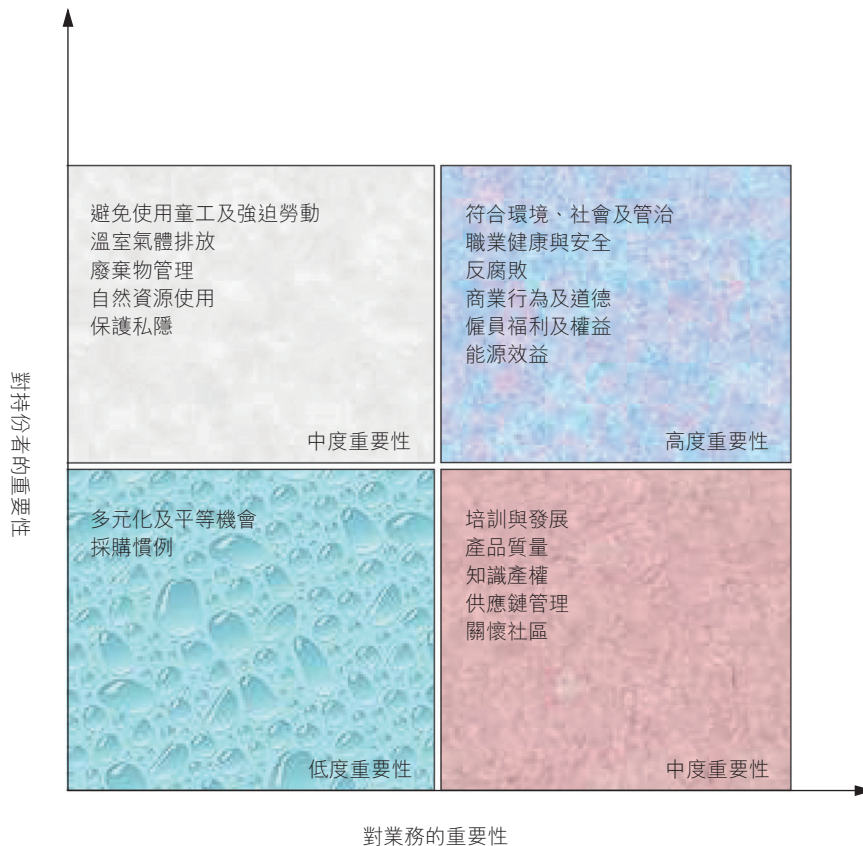 避免使用童工及強迫勞動
溫室氣體排放
廢棄物管理
自然資源使用
保護私隱
中度重要性
符合環境、社會及管治
職業健康與安全
反腐敗
商業行為及道德
僱員福利及權益
能源效益
高度重要性
對持份者的重要性
多元化及平等機會
採購慣例
低度重要性
培訓與發展
產品質量
知識產權
供應鏈管理
關懷社區
中度重要性
對業務的重要性